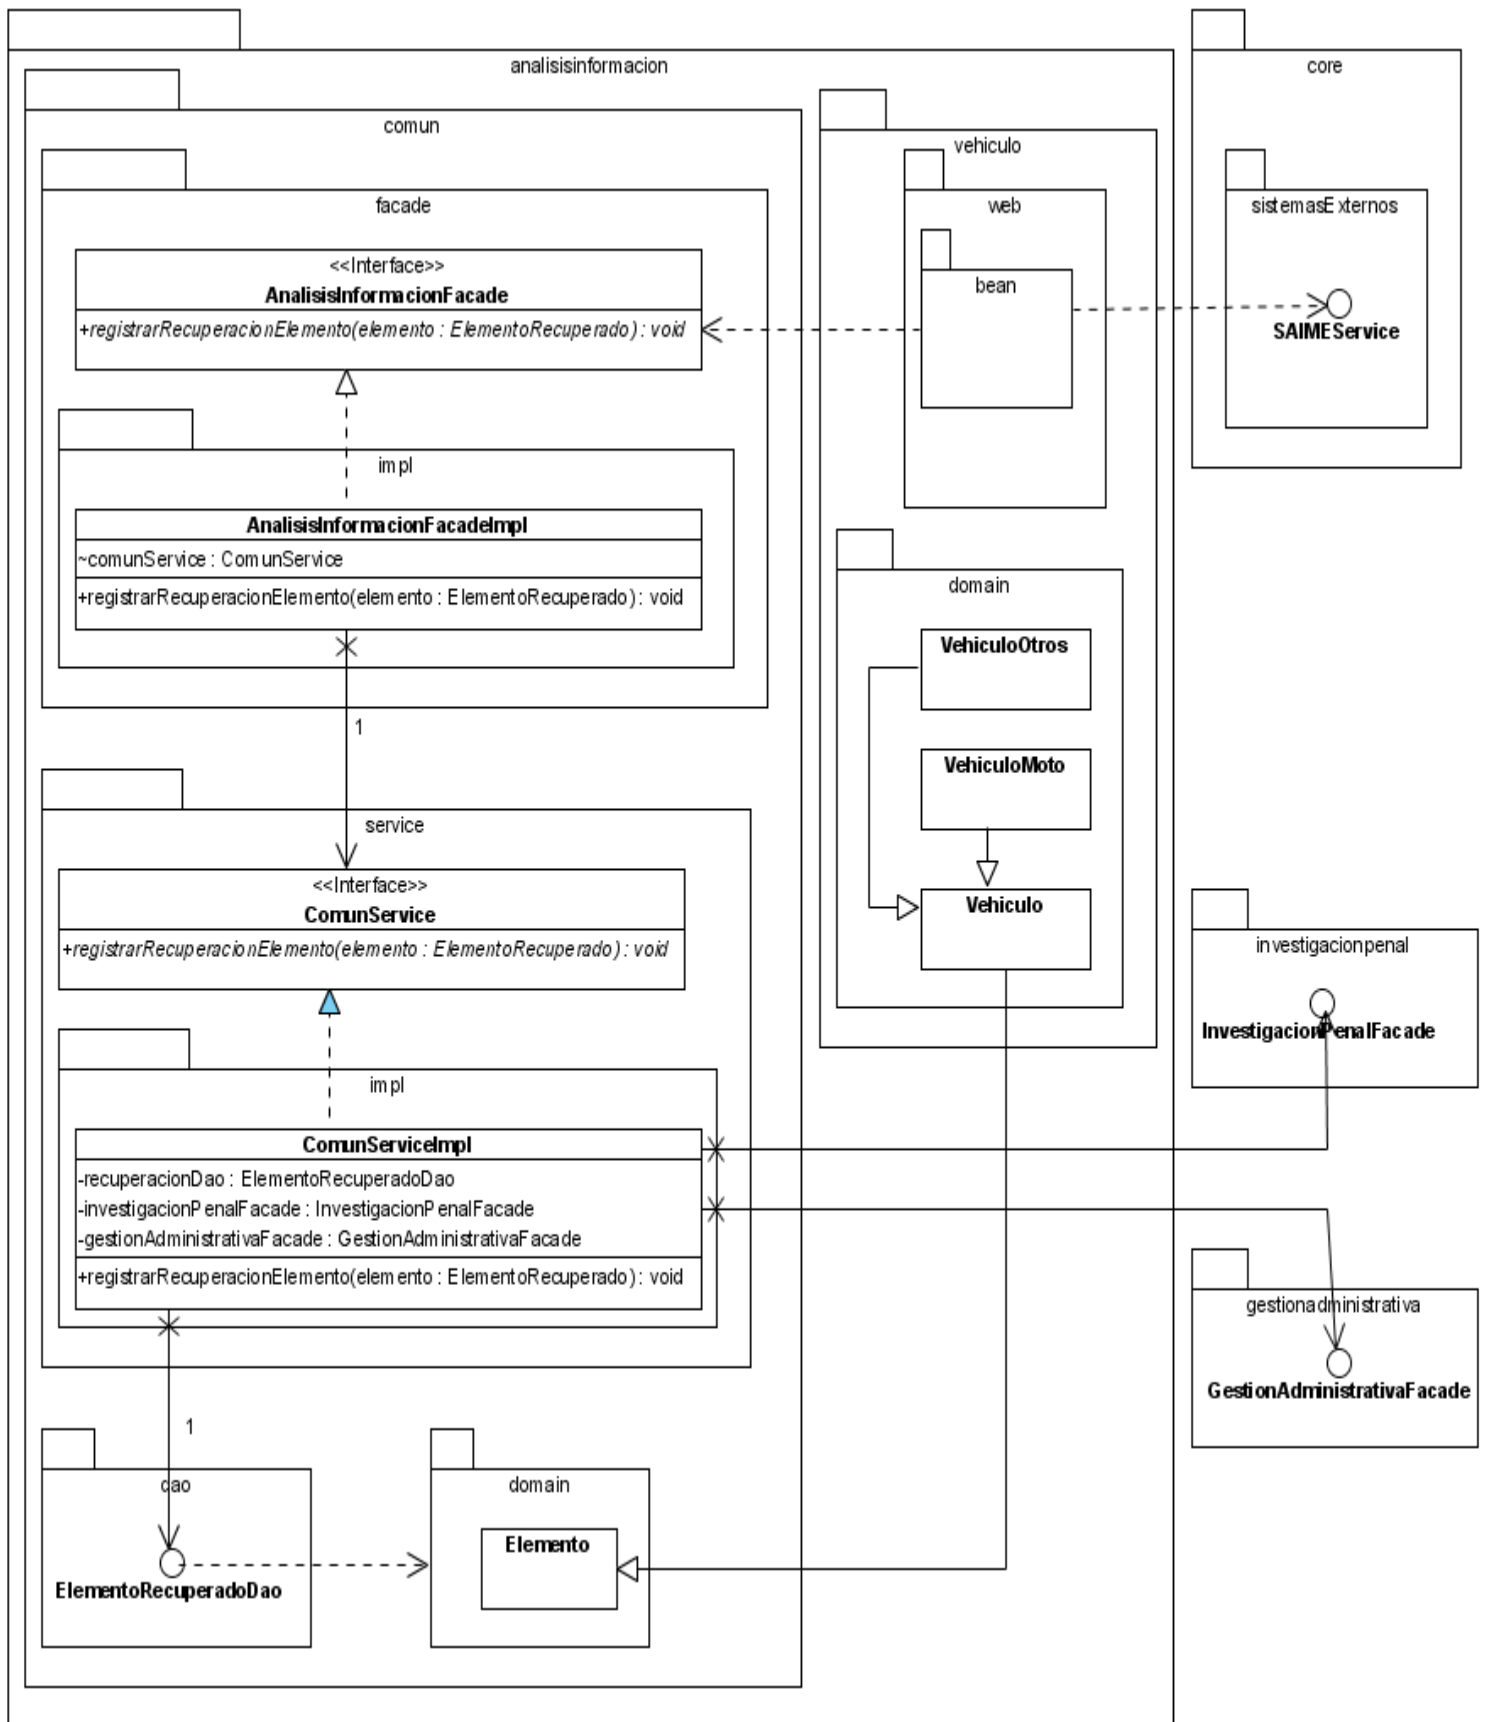 analisisinformacion
comun
facade
<<Interface>>
AnalisisInformacionFacade
+registrarRecuperacionElemento(elemento : ElementoRecuperado) : void
impl
AnalisisInformacionFacadeImpl
~comunService : ComunService
+registrarRecuperacionElemento(elemento : ElementoRecuperado) : void
1
service
<<Interface>>
ComunService
+registrarRecuperacionElemento(elemento : ElementoRecuperado) : void
impl
ComunServiceImpl
-recuperacionDao : ElementoRecuperadoDao
-investigacionPenalFacade : InvestigacionPenalFacade
-gestionAdministrativaFacade : GestionAdministrativaFacade
+registrarRecuperacionElemento(elemento : ElementoRecuperado) : void
1
dao
ElementoRecuperadoDao
domain
Elemento
vehiculo
web
bean
domain
VehiculoOtros
VehiculoMoto
Vehiculo
core
sistemasExternos
SAIMEService
investigacionpenal
InvestigacionPenalFacade
gestionadministrativa
GestionAdministrativaFacade